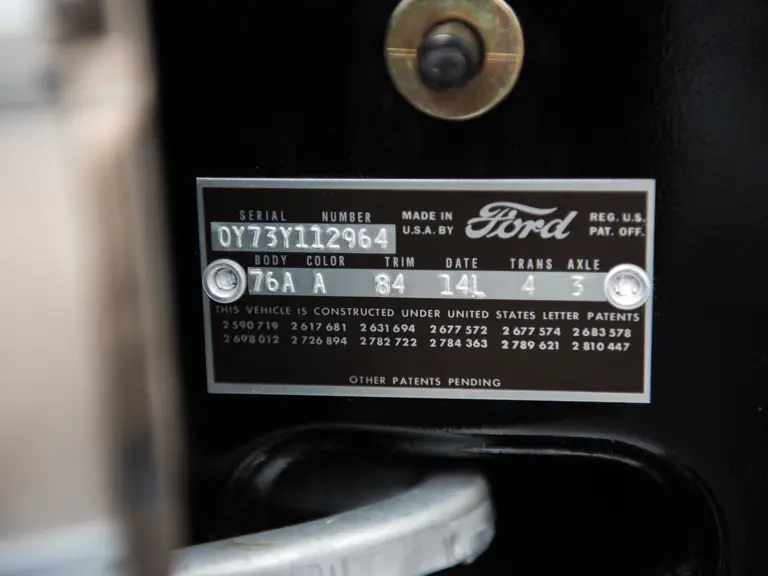 SERIAL NUMBER
MADE IN
U.S.A. BY
Ford
REG. U.S.
PAT. OFF.
0Y73Y112964
BODY COLOR TRIM DATE TRANS AXLE
76A A 84 14L 4 3
THIS VEHICLE IS CONSTRUCTED UNDER UNITED STATES LETTER PATENTS
2 590 719 2 617 681 2 631 694 2 677 572 2 677 574 2 683 578
2 698 012 2 726 894 2 782 722 2 784 363 2 789 621 2 810 447
OTHER PATENTS PENDING